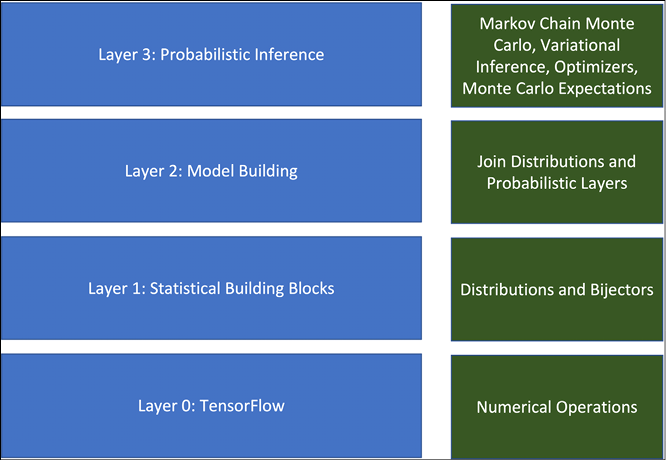 Layer 3: Probabilistic Inference
Markov Chain Monte
Carlo, Variational
Inference, Optimizers,
Monte Carlo Expectations
Layer 2: Model Building
Join Distributions and
Probabilistic Layers
Layer 1: Statistical Building Blocks
Distributions and Bijectors
Layer 0: TensorFlow
Numerical Operations